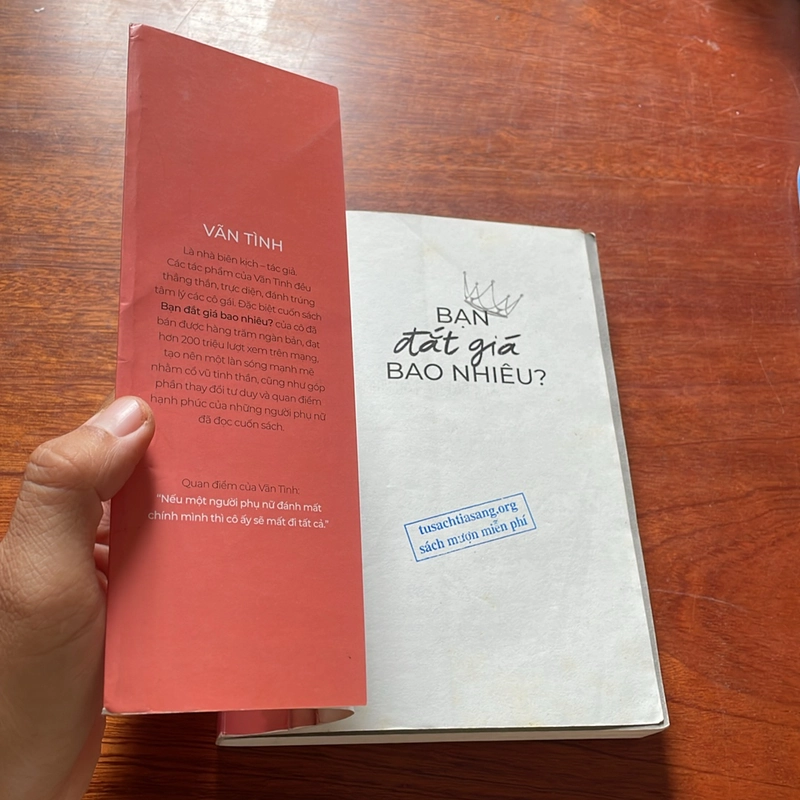 VÃN TÌNH
Là nhà biên kịch – tác giả.
Các tác phẩm của Vãn Tình đều
thẳng thắn, trực diện, đánh trúng
tâm lý các cô gái. Đặc biệt cuốn sách
Bạn đắt giá bao nhiêu? của cô đã
bán được hàng trăm ngàn bản, đạt
hơn 200 triệu lượt xem trên mạng,
tạo nên một làn sóng mạnh mẽ
nhằm cổ vũ tinh thần, cũng như góp
phần thay đổi tư duy và quan điểm
hạnh phúc của những người phụ nữ
đã đọc cuốn sách.
Quan điểm của Vãn Tình:
“Nếu một người phụ nữ đánh mất
chính mình thì cô ấy sẽ mất đi tất cả.”
BẠN
đắt giá
BAO NHIÊU?
tusachtiasang.org
sách mượn miễn phí